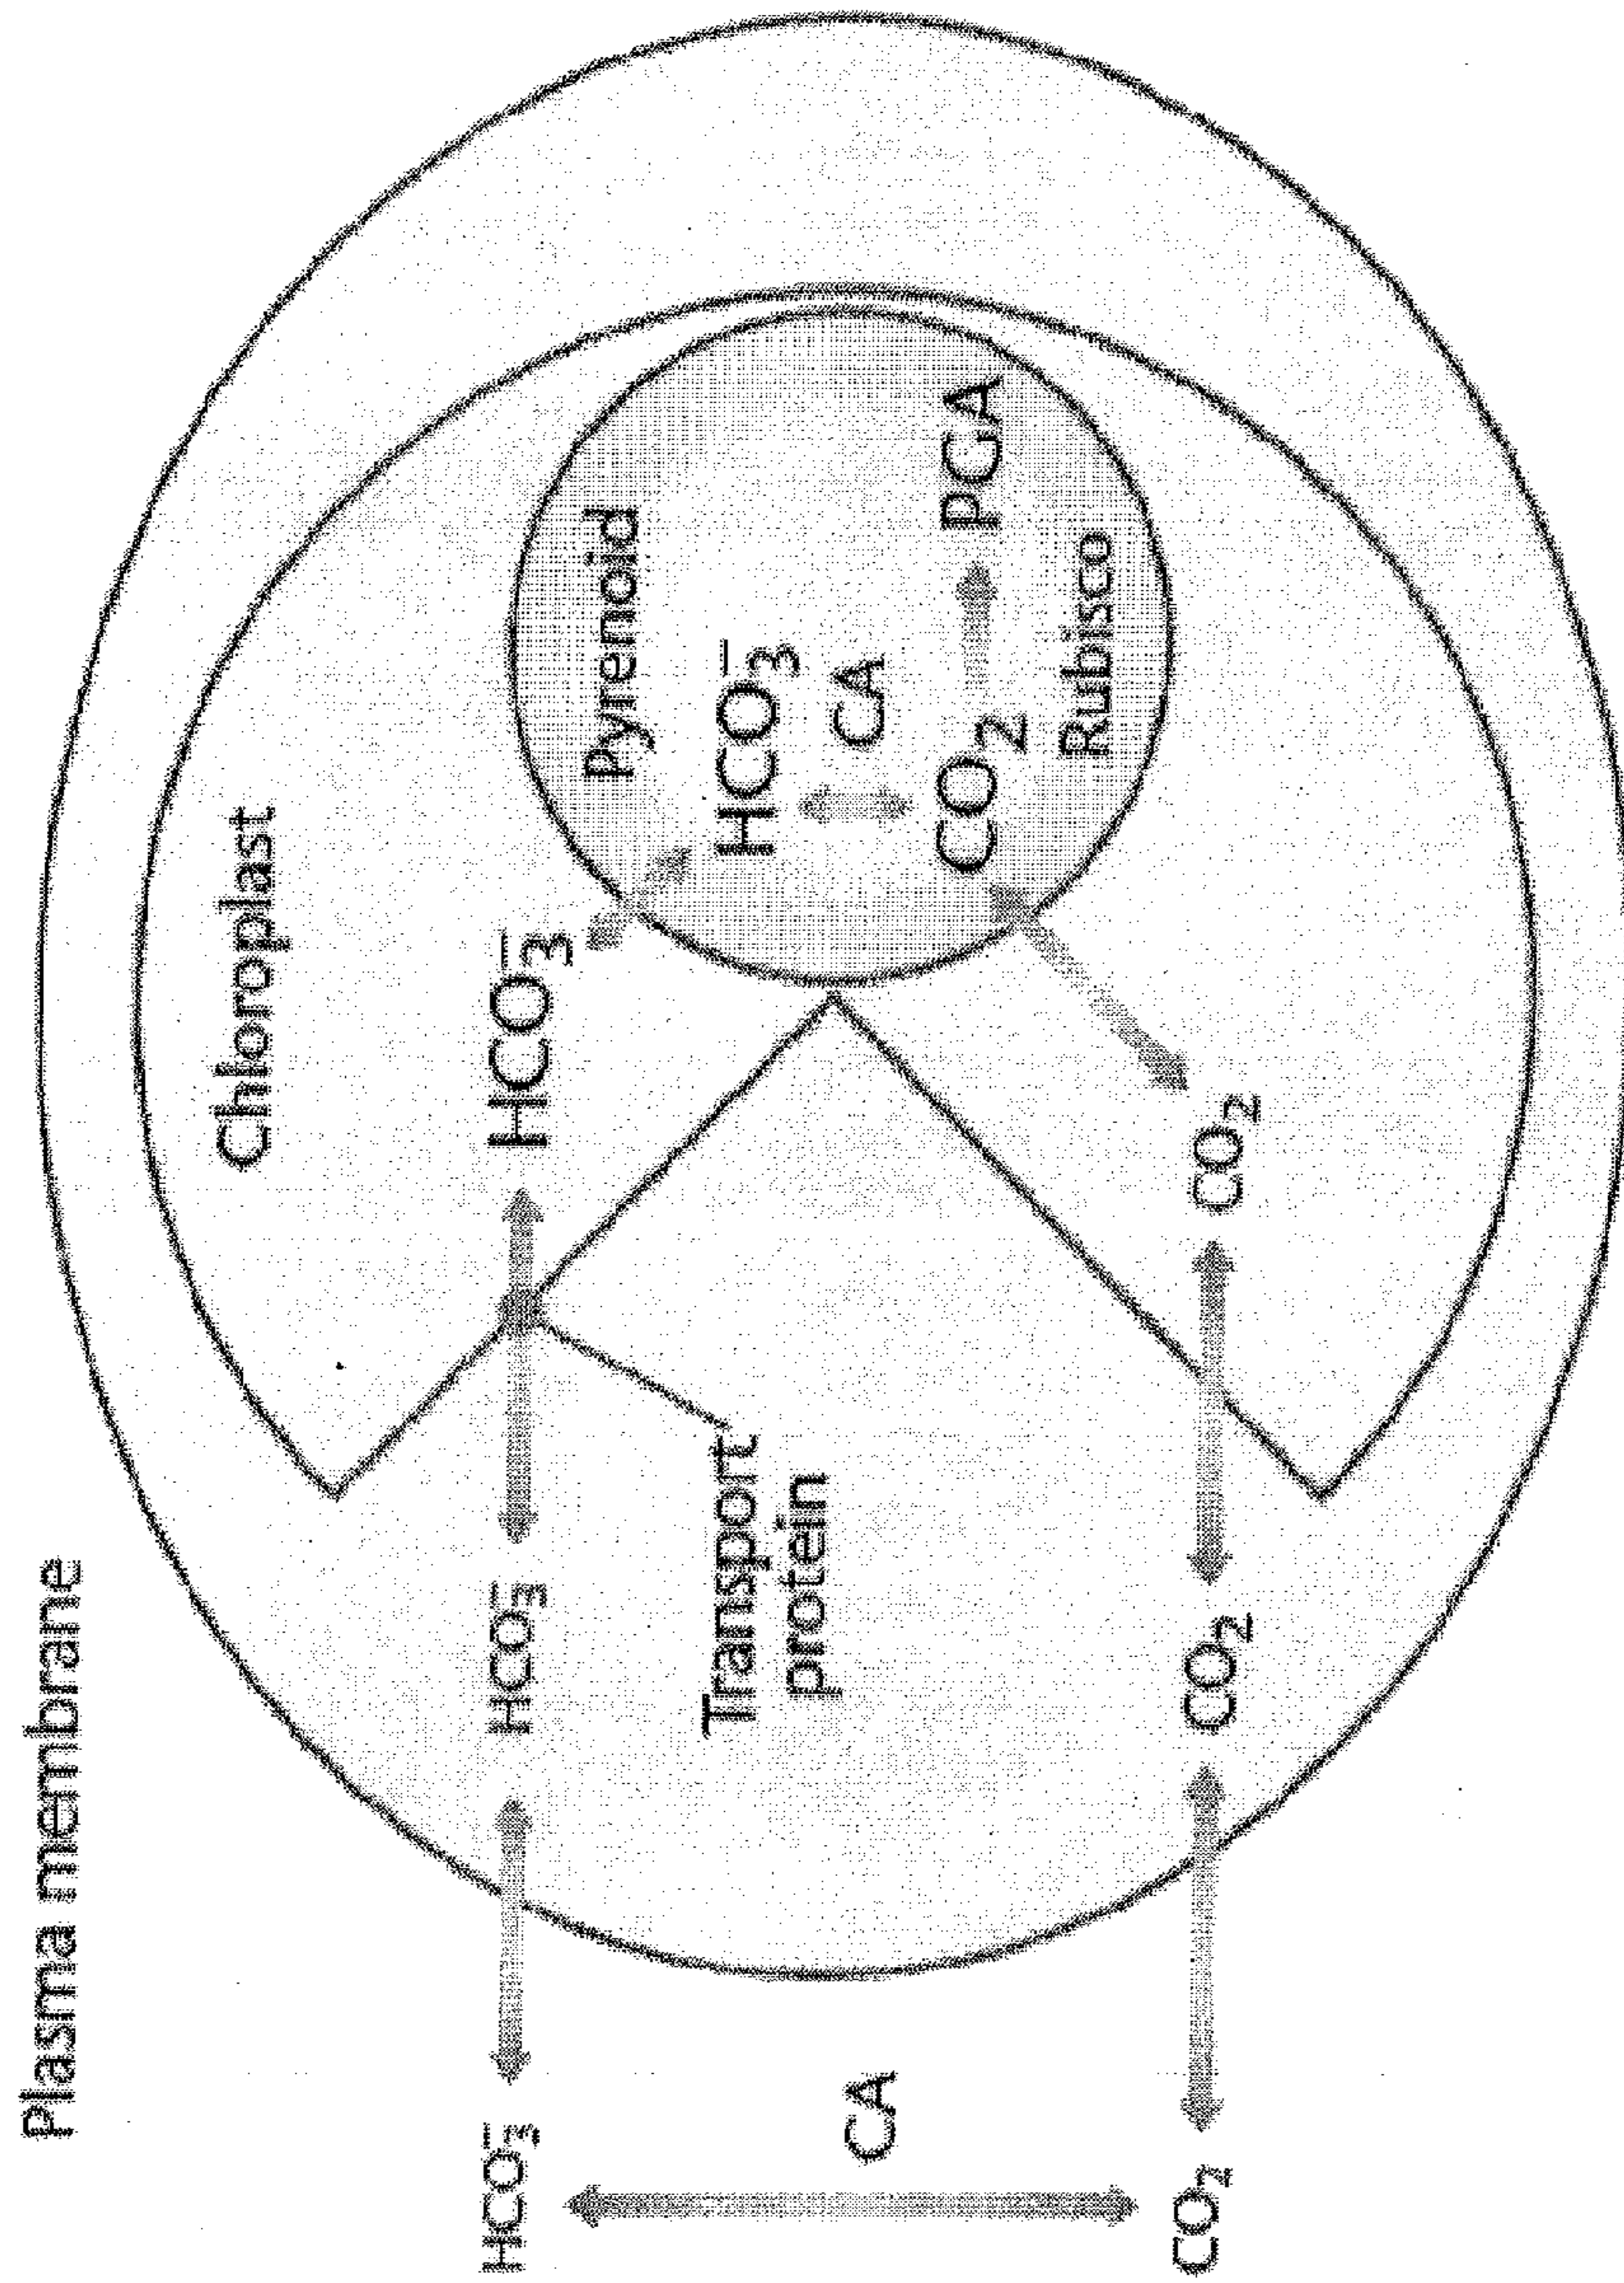 Plasma membrane
Chloroplast
Pyrenoid
HCO₃⁻
HCO₃⁻
HCO₃⁻
HCO₃⁻
CA
CA
Transport
protein
CO₂
PGA
Rubisco
CO₂
CO₂
CO₂